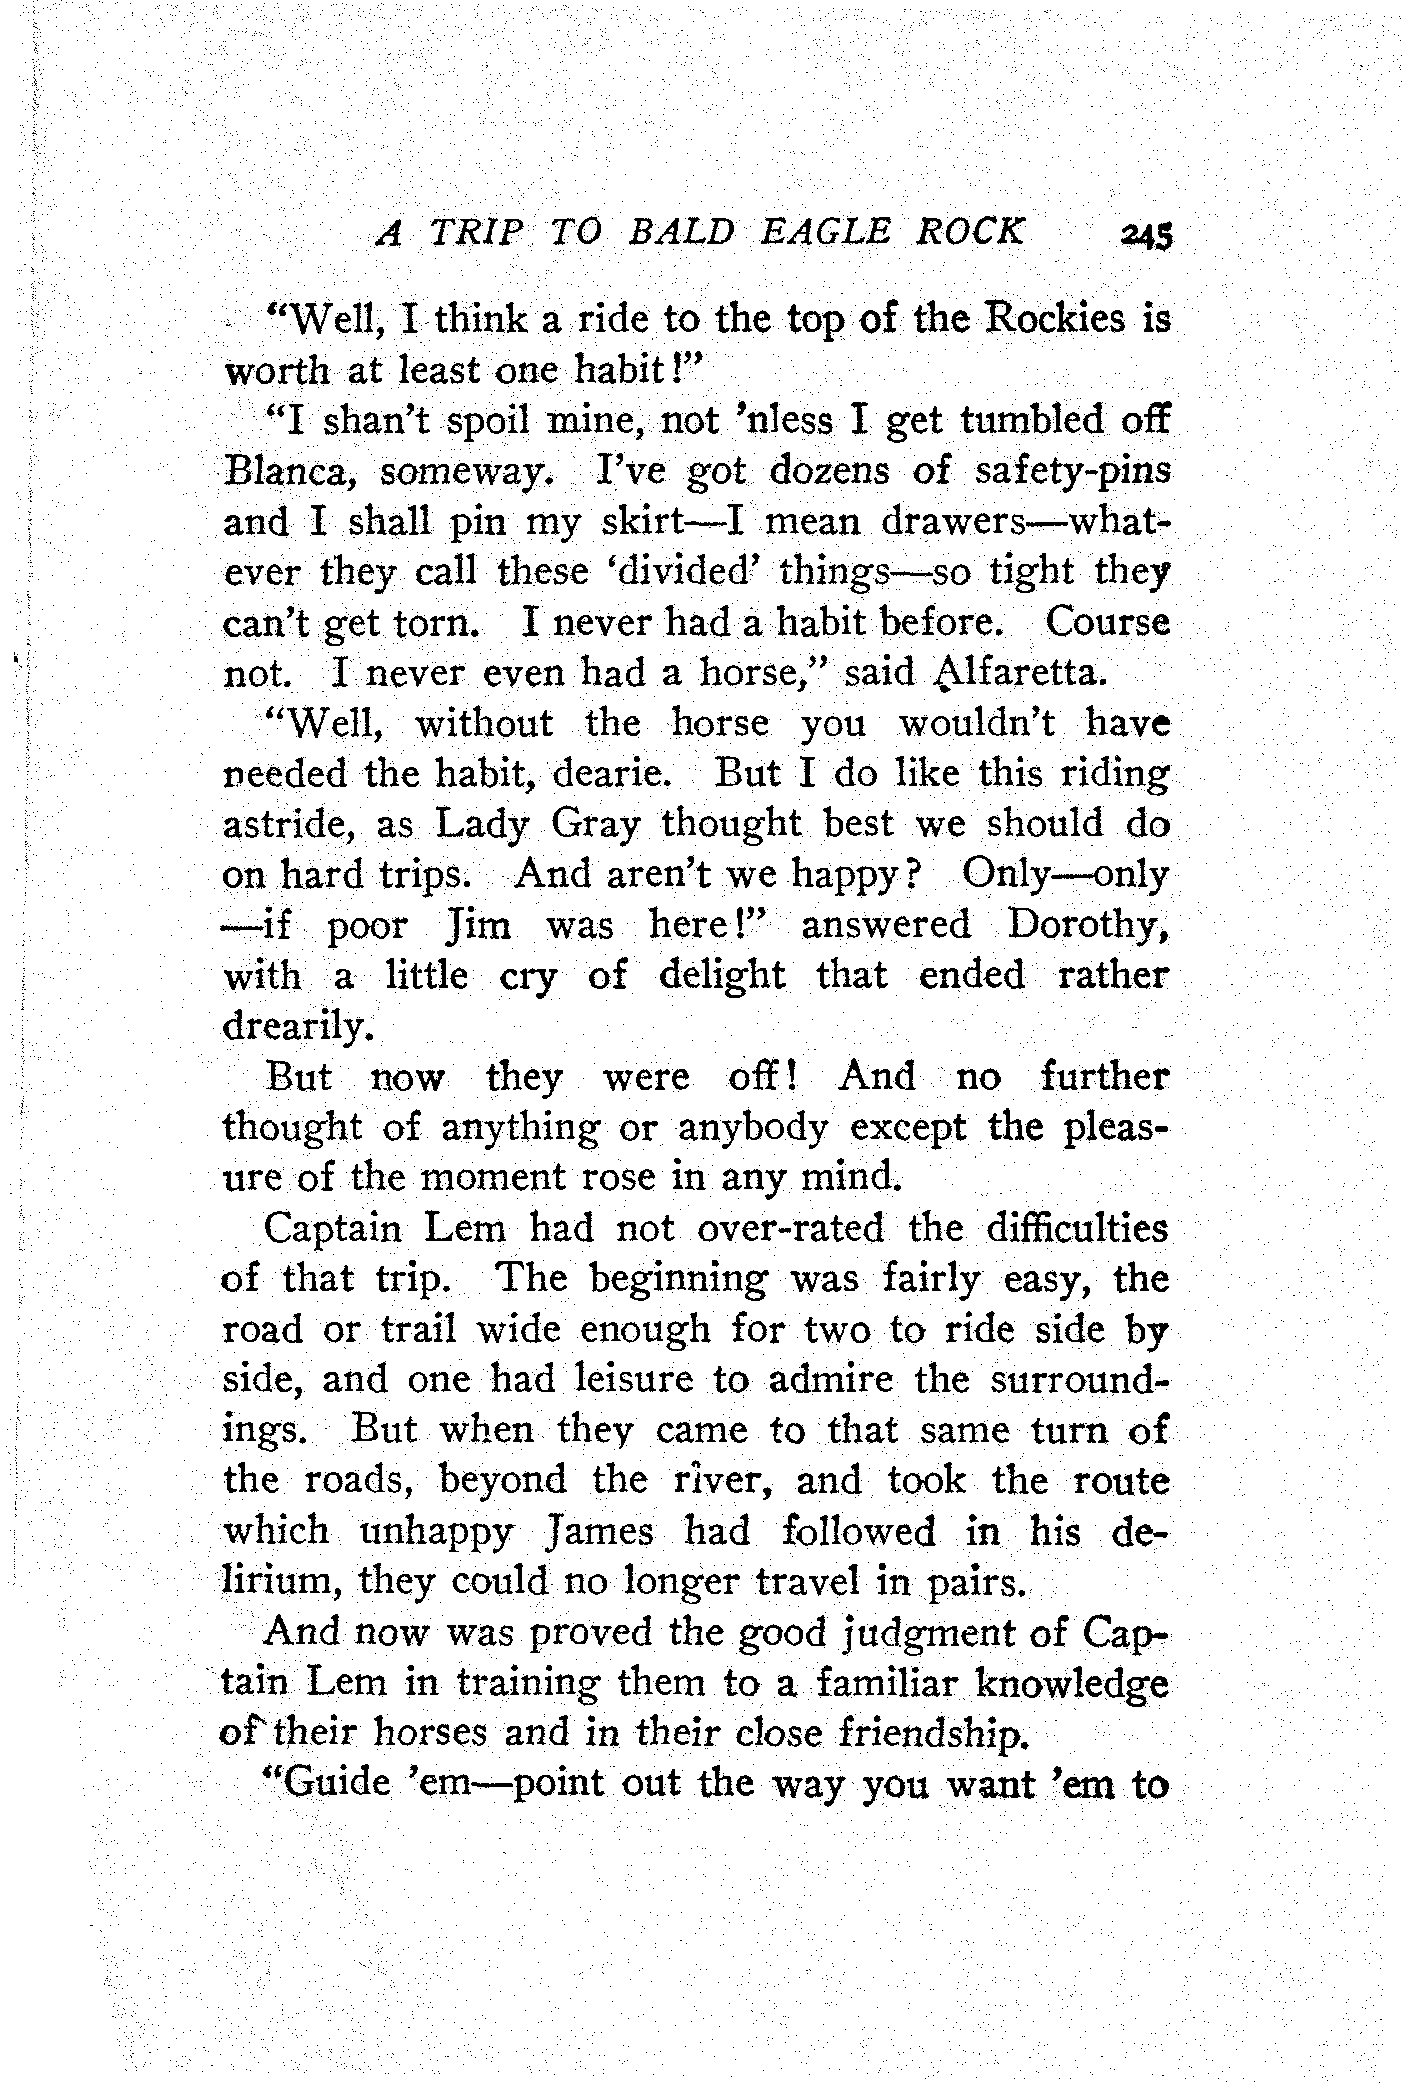 A TRIP TO BALD EAGLE ROCK 245
“Well, I think a ride to the top of the Rockies is
worth at least one habit!”
“I shan’t spoil mine, not ’nless I get tumbled off
Blanca, someway. I’ve got dozens of safety-pins
and I shall pin my skirt—I mean drawers—what-
ever they call these ‘divided’ things—so tight they
can’t get torn. I never had a habit before. Course
not. I never even had a horse,” said Alfaretta.
“Well, without the horse you wouldn’t have
needed the habit, dearie. But I do like this riding
astride, as Lady Gray thought best we should do
on hard trips. And aren’t we happy? Only—only
—if poor Jim was here!” answered Dorothy,
with a little cry of delight that ended rather
drearily.
But now they were off! And no further
thought of anything or anybody except the pleas-
ure of the moment rose in any mind.
Captain Lem had not over-rated the difficulties
of that trip. The beginning was fairly easy, the
road or trail wide enough for two to ride side by
side, and one had leisure to admire the surround-
ings. But when they came to that same turn of
the roads, beyond the river, and took the route
which unhappy James had followed in his de-
lirium, they could no longer travel in pairs.
And now was proved the good judgment of Cap-
tain Lem in training them to a familiar knowledge
of their horses and in their close friendship.
“Guide ’em—point out the way you want ’em to